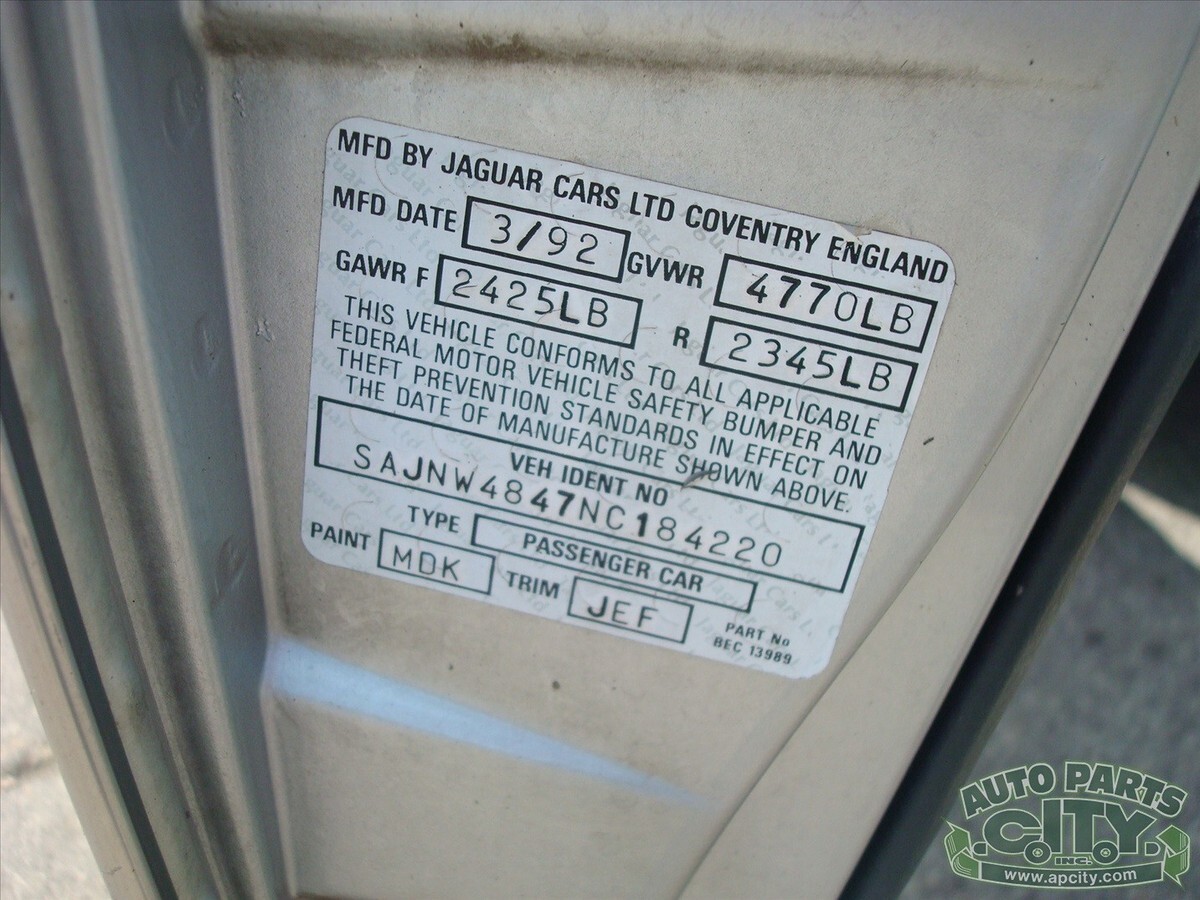 MFD BY JAGUAR CARS LTD COVENTRY ENGLAND
MFD DATE 3/92 GVWR 4770LB
GAWR F 2425LB R 2345LB
THIS VEHICLE CONFORMS TO ALL APPLICABLE
FEDERAL MOTOR VEHICLE SAFETY BUMPER AND
THEFT PREVENTION STANDARDS IN EFFECT ON
THE DATE OF MANUFACTURE SHOWN ABOVE.
VEH IDENT NO
SAJNW4847NC184220
TYPE PASSENGER CAR
PAINT MDK TRIM JEF
PART No
BEC 13989
AUTO PARTS
CITY
INC.
www.apcity.com